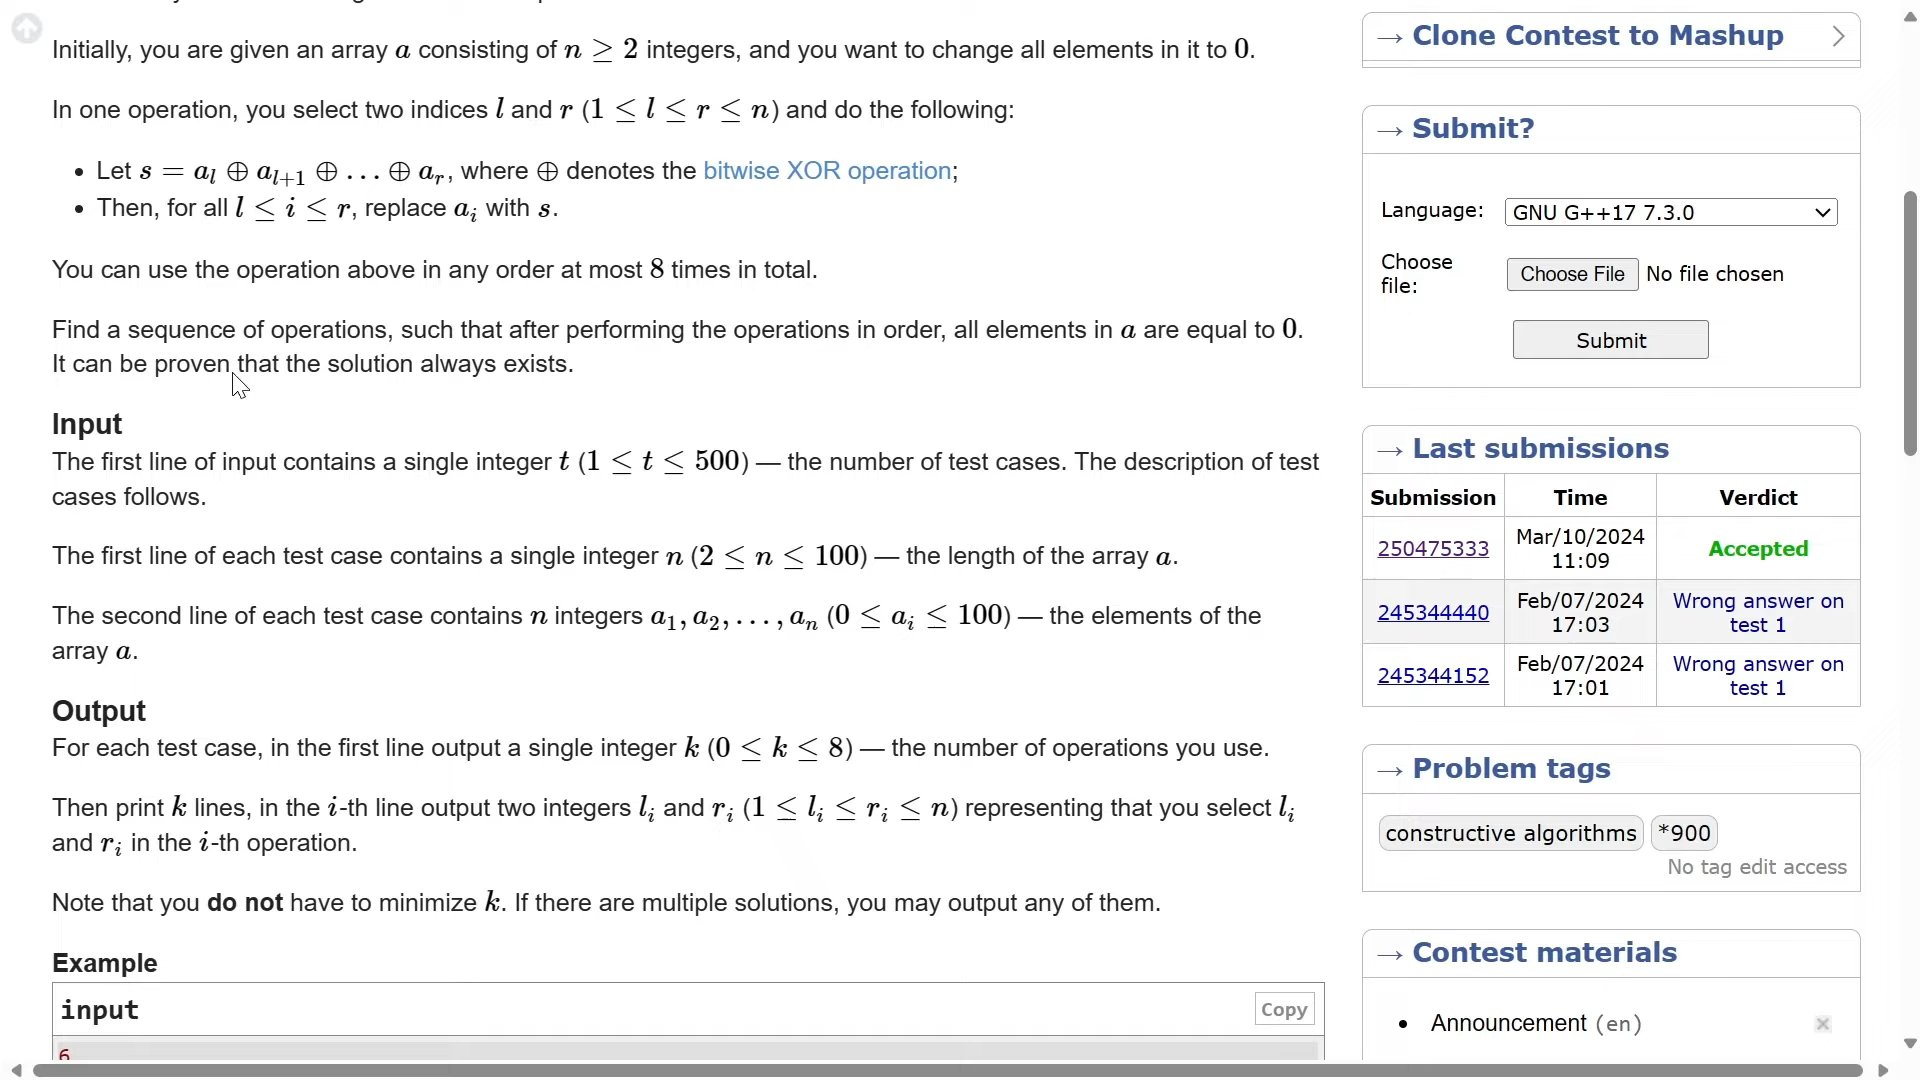 Initially, you are given an array a consisting of n ≥ 2 integers, and you want to change all elements in it to 0.
In one operation, you select two indices l and r (1 ≤ l ≤ r ≤ n) and do the following:
• Let s = a_l ⊕ a_{l+1} ⊕ … ⊕ a_r, where ⊕ denotes the bitwise XOR operation;
• Then, for all l ≤ i ≤ r, replace a_i with s.
You can use the operation above in any order at most 8 times in total.
Find a sequence of operations, such that after performing the operations in order, all elements in a are equal to 0.
It can be proven that the solution always exists.
Input
The first line of input contains a single integer t (1 ≤ t ≤ 500) — the number of test cases. The description of test
cases follows.
The first line of each test case contains a single integer n (2 ≤ n ≤ 100) — the length of the array a.
The second line of each test case contains n integers a_1, a_2, …, a_n (0 ≤ a_i ≤ 100) — the elements of the
array a.
Output
For each test case, in the first line output a single integer k (0 ≤ k ≤ 8) — the number of operations you use.
Then print k lines, in the i-th line output two integers l_i and r_i (1 ≤ l_i ≤ r_i ≤ n) representing that you select l_i
and r_i in the i-th operation.
Note that you do not have to minimize k. If there are multiple solutions, you may output any of them.
Example
input
Copy
6
→ Clone Contest to Mashup
→ Submit?
Language: GNU G++17 7.3.0
Choose
file:
Choose File No file chosen
Submit
→ Last submissions
Submission Time Verdict
250475333 Mar/10/2024 11:09 Accepted
245344440 Feb/07/2024 17:03 Wrong answer on test 1
245344152 Feb/07/2024 17:01 Wrong answer on test 1
→ Problem tags
constructive algorithms *900
No tag edit access
→ Contest materials
• Announcement (en)